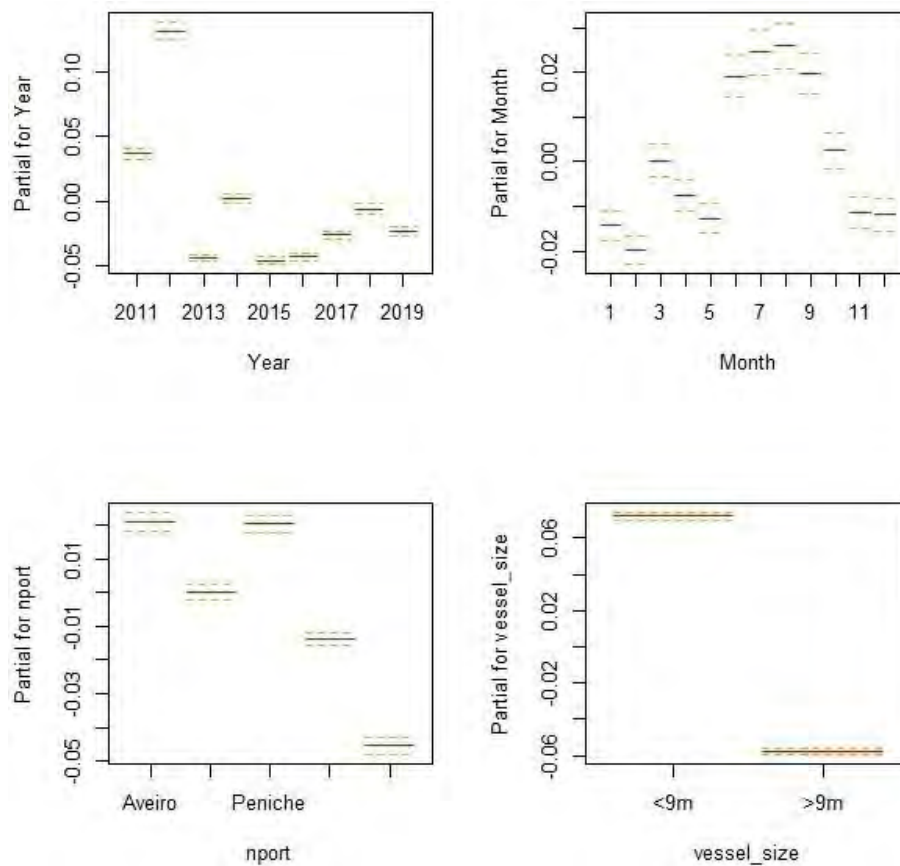 Partial for Year
0.10
0.05
0.00
-0.05
2011 2013 2015 2017 2019
Year
Partial for Month
0.02
0.00
-0.02
1 3 5 7 9 11
Month
Partial for nport
0.01
-0.01
-0.03
-0.05
Aveiro Peniche
nport
Partial for vessel_size
0.06
0.02
-0.02
-0.06
<9m >9m
vessel_size